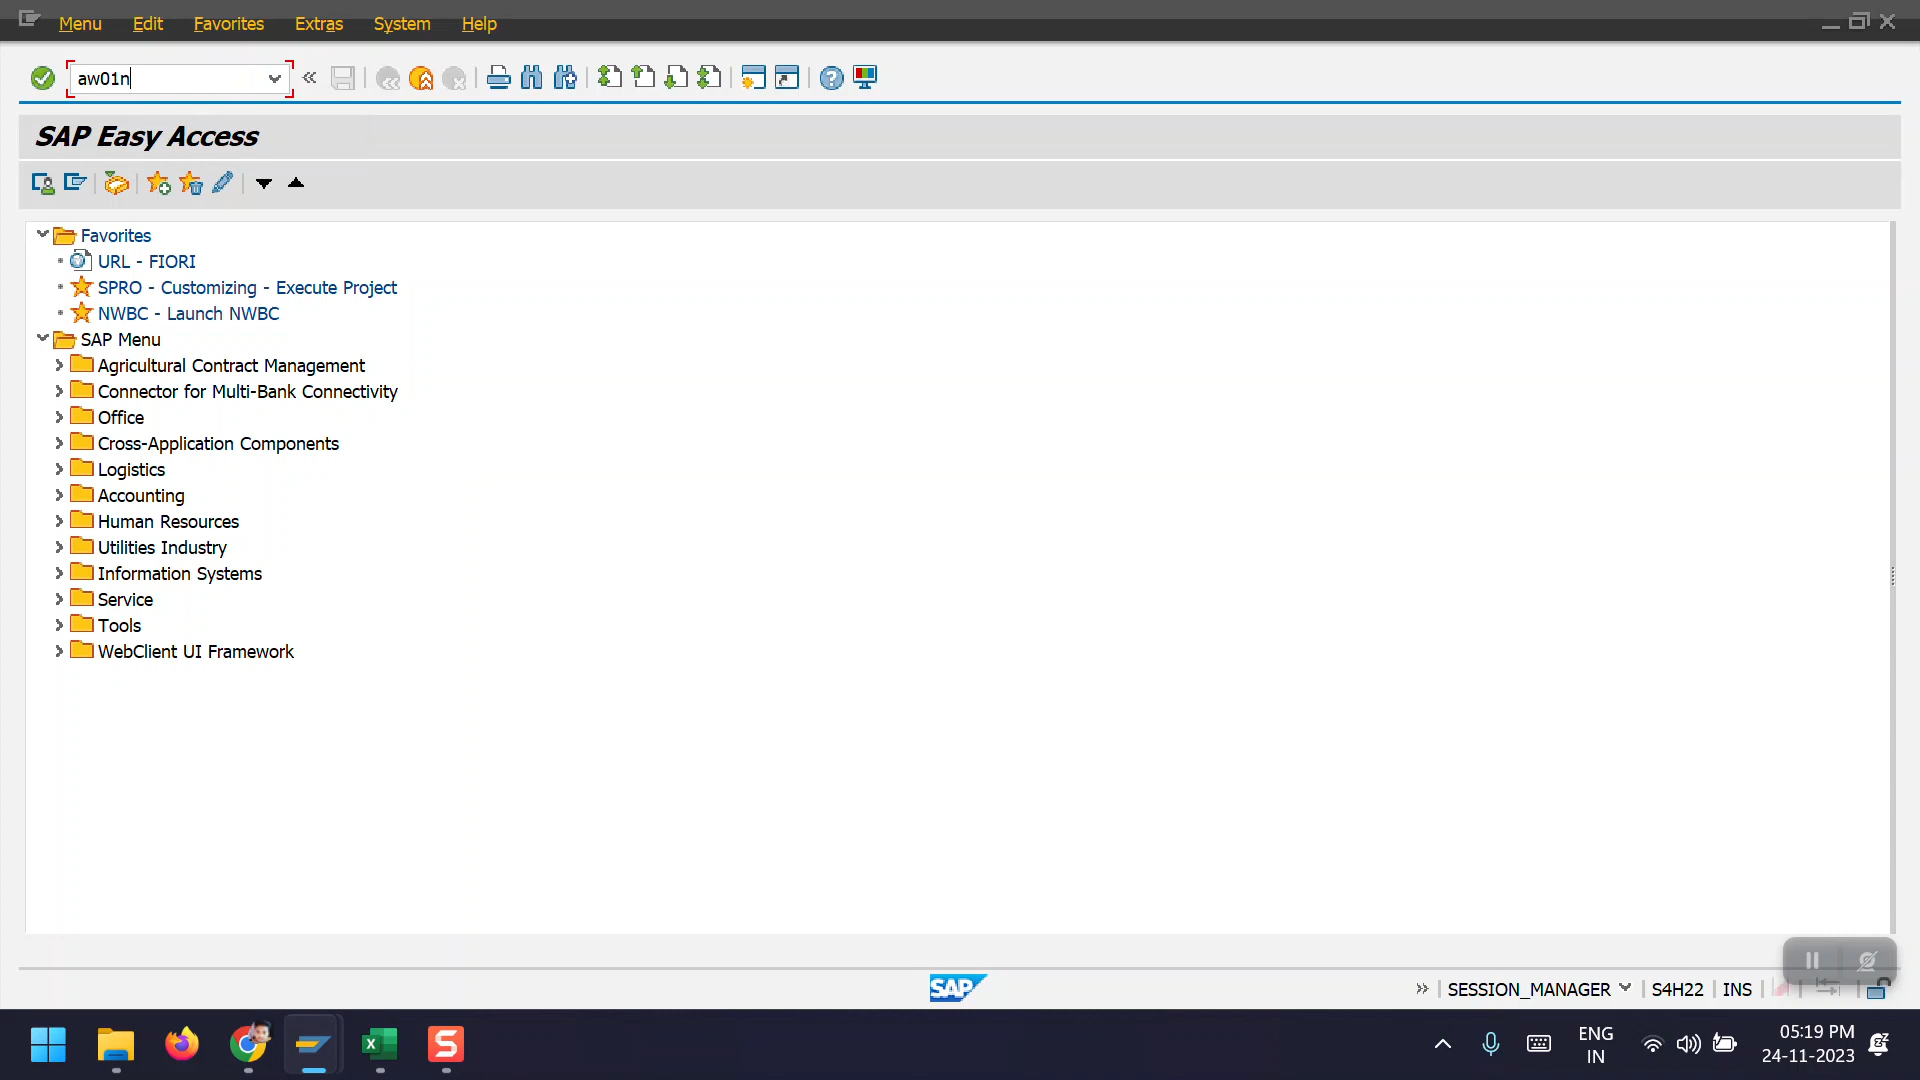 Menu Edit Favorites Extras System Help
aw01n
SAP Easy Access
Favorites
URL - FIORI
SPRO - Customizing - Execute Project
NWBC - Launch NWBC
SAP Menu
Agricultural Contract Management
Connector for Multi-Bank Connectivity
Office
Cross-Application Components
Logistics
Accounting
Human Resources
Utilities Industry
Information Systems
Service
Tools
WebClient UI Framework
SAP
SESSION_MANAGER S4H22 INS
ENG
IN
05:19 PM
24-11-2023